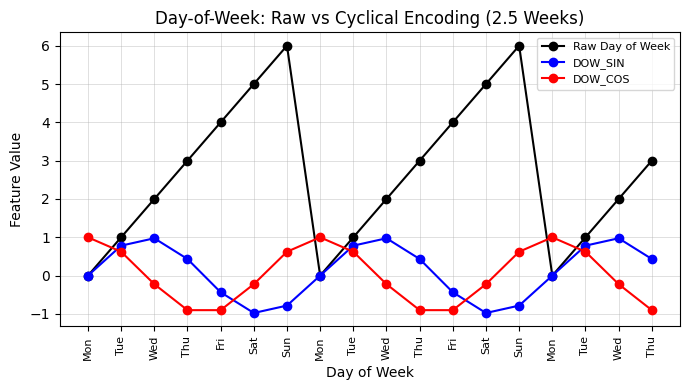 Day-of-Week: Raw vs Cyclical Encoding (2.5 Weeks)
Feature Value
6
5
4
3
2
1
0
−1
Raw Day of Week
DOW_SIN
DOW_COS
Mon Tue Wed Thu Fri Sat Sun Mon Tue Wed Thu Fri Sat Sun Mon Tue Wed Thu
Day of Week